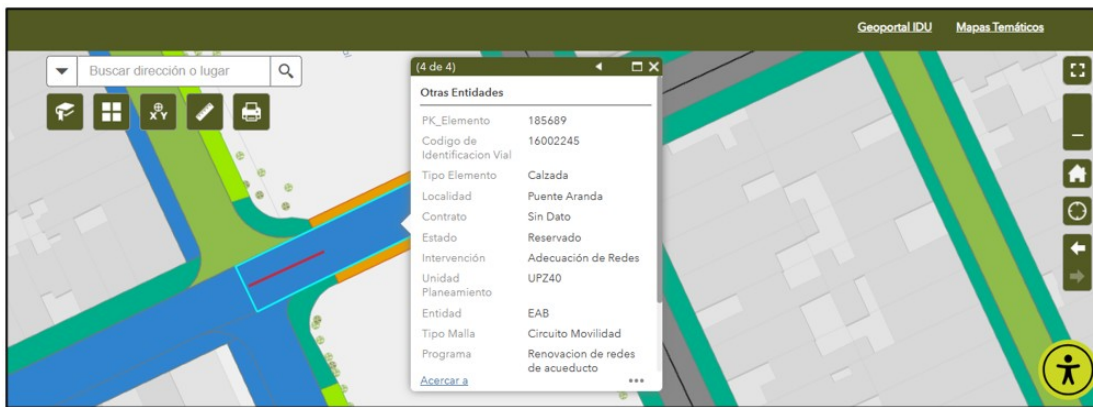 Geoportal IDU Mapas Temáticos
Buscar dirección o lugar
XY
(4 de 4)
Otras Entidades
PK_Elemento 185689
Codigo de 16002245
Identificacion Vial
Tipo Elemento Calzada
Localidad Puente Aranda
Contrato Sin Dato
Estado Reservado
Intervención Adecuación de Redes
Unidad UPZ40
Planeamiento
Entidad EAB
Tipo Malla Circuito Movilidad
Programa Renovacion de redes
de acueducto
Acercar a